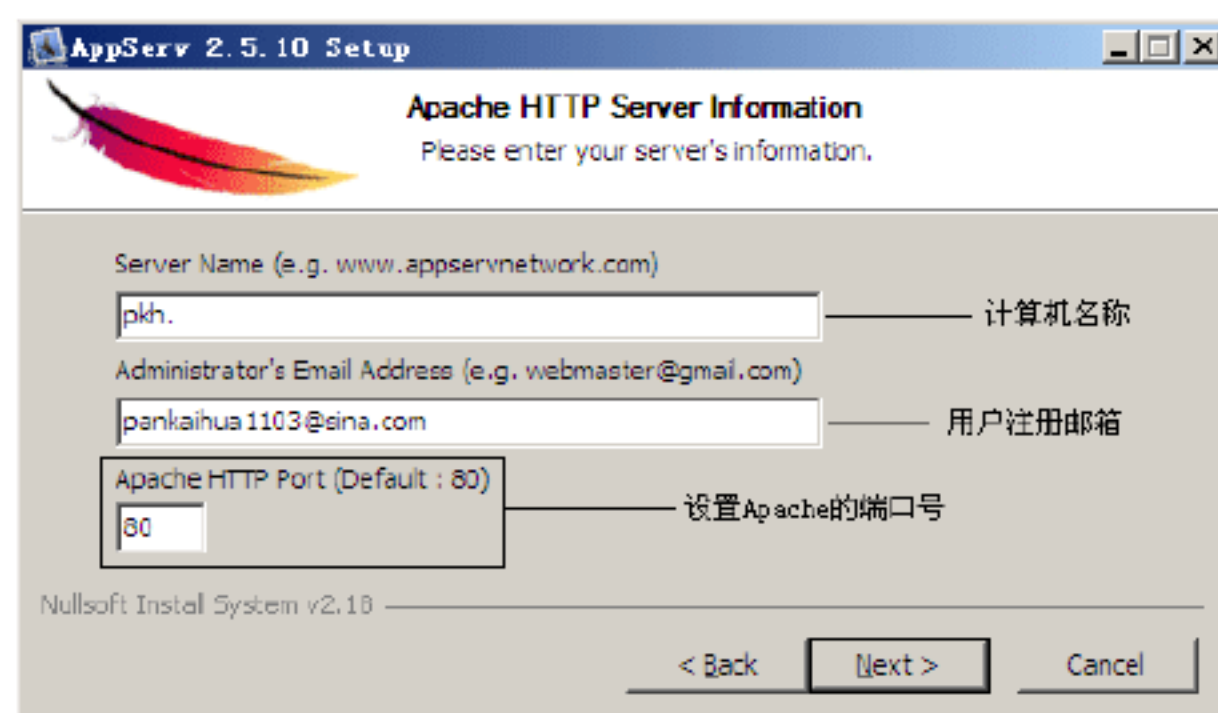 AppServ 2.5.10 Setup
Apache HTTP Server Information
Please enter your server's information.
Server Name (e.g. www.appservnetwork.com)
pkh.
计算机名称
Administrator's Email Address (e.g. webmaster@gmail.com)
pankaihua1103@sina.com
用户注册邮箱
Apache HTTP Port (Default : 80)
80
设置Apache的端口号
Nullsoft Install System v2.18
< Back Next > Cancel